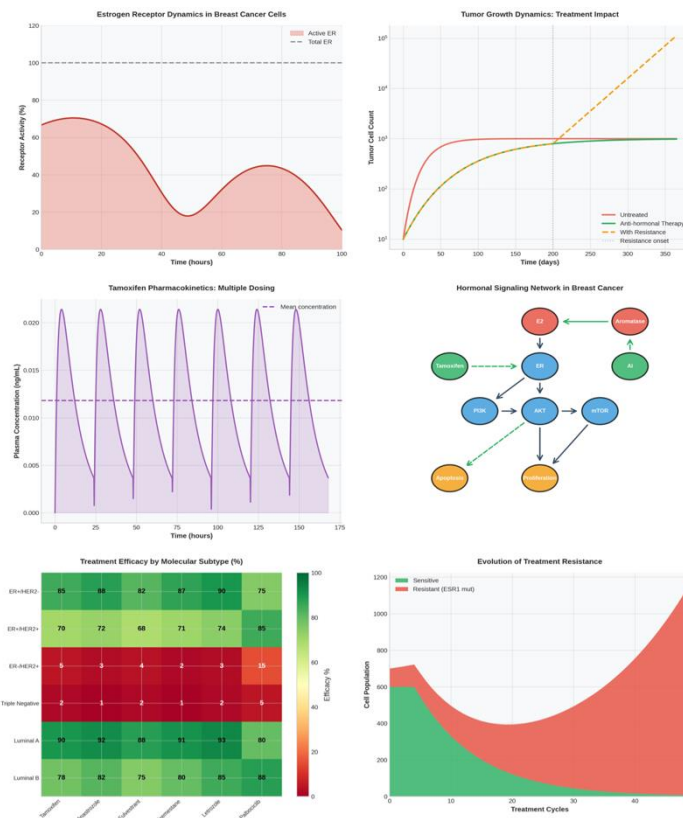 Estrogen Receptor Dynamics in Breast Cancer Cells
120
100
80
60
40
20
0
Receptor Activity (%)
Active ER
Total ER
0 20 40 60 80 100
Time (hours)
Tumor Growth Dynamics: Treatment Impact
10⁵
10⁴
10³
10²
10¹
Tumor Cell Count
Untreated
Anti-hormonal Therapy
With Resistance
Resistance onset
0 50 100 150 200 250 300 350
Time (days)
Tamoxifen Pharmacokinetics: Multiple Dosing
0.020
0.015
0.010
0.005
0.000
Plasma Concentration (ng/mL)
Mean concentration
0 25 50 75 100 125 150 175
Time (hours)
Hormonal Signaling Network in Breast Cancer
E2 Aromatase
Tamoxifen ER AI
PI3K AKT mTOR
Apoptosis Proliferation
Treatment Efficacy by Molecular Subtype (%)
ER+/HER2- 85 88 82 87 90 75
ER+/HER2+ 70 72 68 71 74 85
ER-/HER2+ 5 3 4 2 3 15
Triple Negative 2 1 2 1 2 5
Luminal A 90 92 86 91 93 80
Luminal B 78 82 75 80 85 88
Tamoxifen
Letrozole
100
80
60
40
20
0
Efficacy %
Evolution of Treatment Resistance
1200
1000
800
600
400
200
0
Cell Population
Sensitive
Resistant (ESR1 mut)
0 10 20 30 40
Treatment Cycles